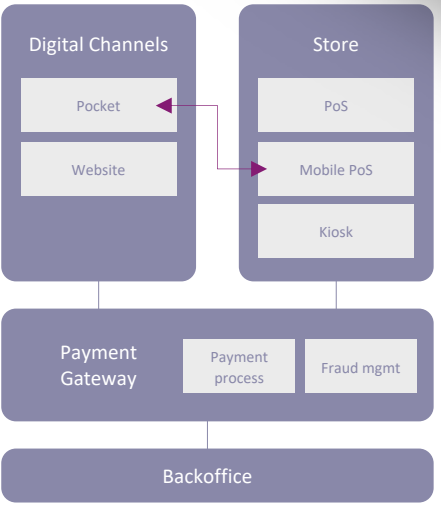 Digital Channels
Pocket
Website
Store
PoS
Mobile PoS
Kiosk
Payment
Gateway
Payment
process
Fraud mgmt
Backoffice